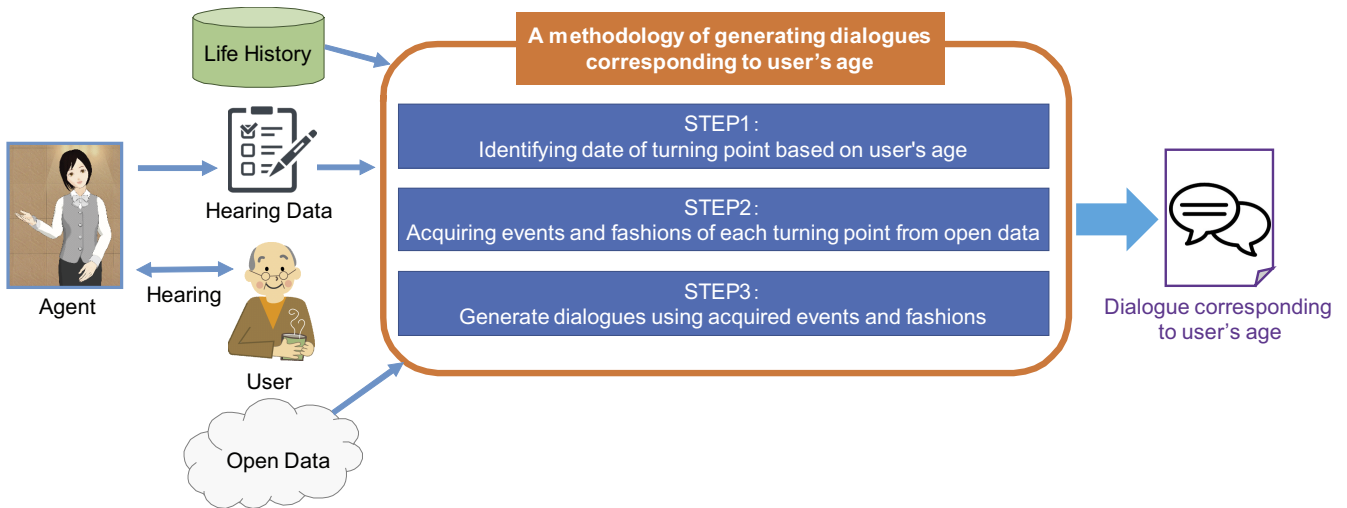 Life History
Hearing Data
Agent
Hearing
User
Open Data
A methodology of generating dialogues
corresponding to user's age
STEP1:
Identifying date of turning point based on user's age
STEP2:
Acquiring events and fashions of each turning point from open data
STEP3:
Generate dialogues using acquired events and fashions
Dialogue corresponding
to user's age